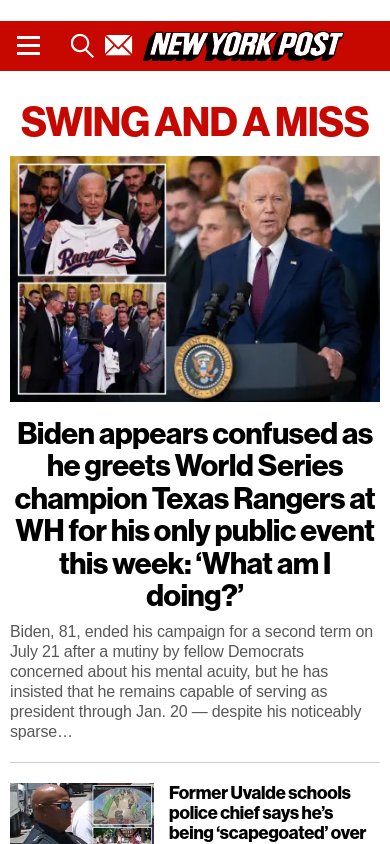 NEW YORK POST
SWING AND A MISS
Rangers
Biden appears confused as
he greets World Series
champion Texas Rangers at
WH for his only public event
this week: ‘What am I
doing?’
Biden, 81, ended his campaign for a second term on
July 21 after a mutiny by fellow Democrats
concerned about his mental acuity, but he has
insisted that he remains capable of serving as
president through Jan. 20 — despite his noticeably
sparse…
Former Uvalde schools
police chief says he’s
being ‘scapegoated’ over